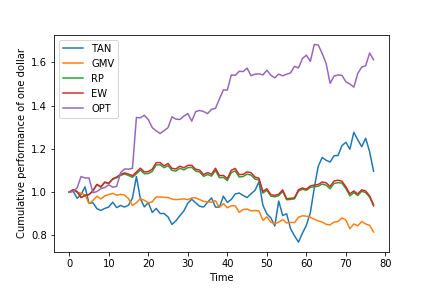 TAN
GMV
RP
EW
OPT
Cumulative performance of one dollar
1.6
1.4
1.2
1.0
0.8
0 10 20 30 40 50 60 70 80
Time